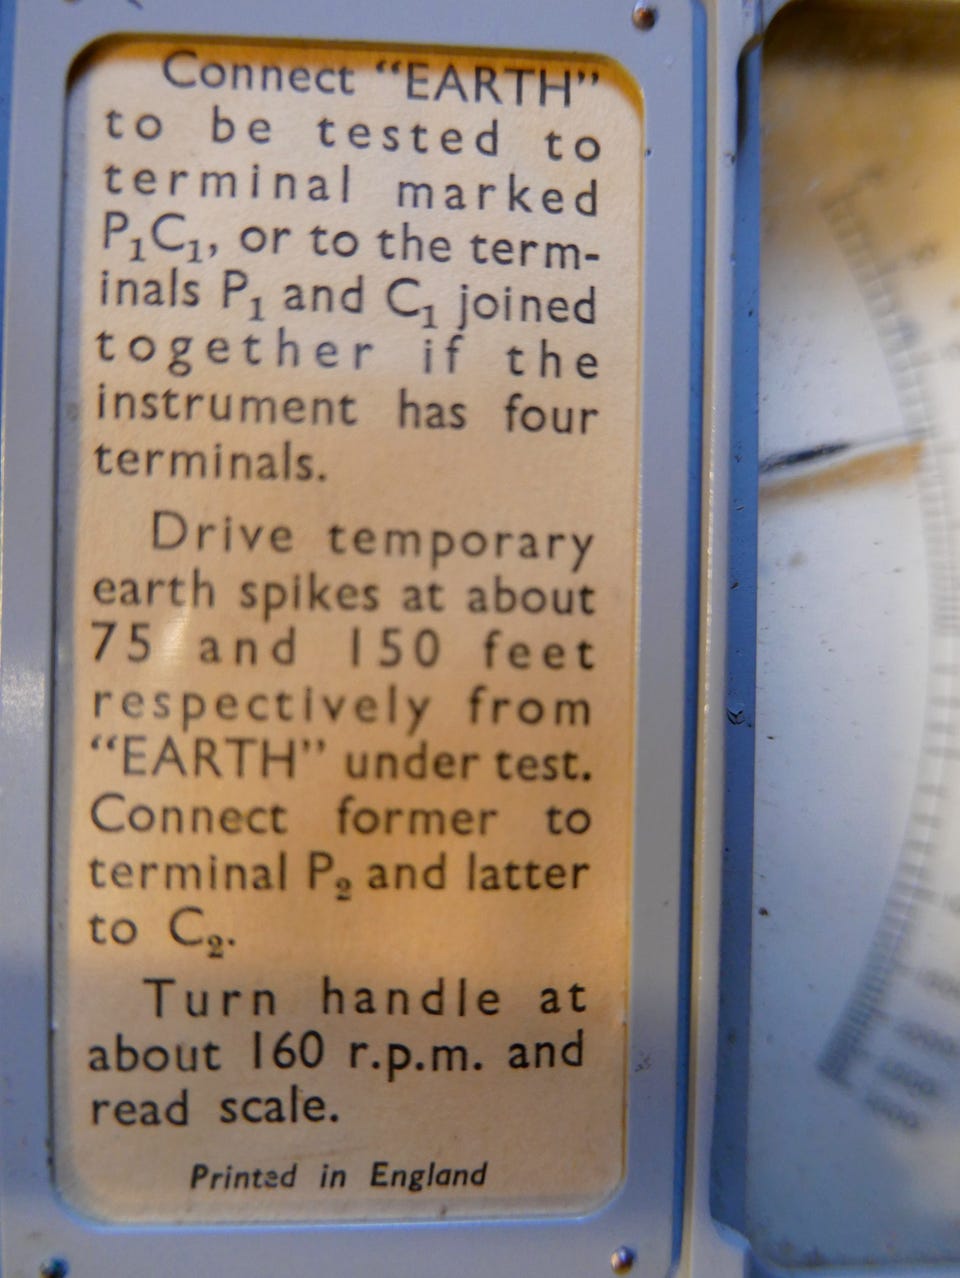 Connect “EARTH”
to be tested to
terminal marked
P₁C₁, or to the term-
inals P₁ and C₁ joined
together if the
instrument has four
terminals.
Drive temporary
earth spikes at about
75 and 150 feet
respectively from
“EARTH” under test.
Connect former to
terminal P₂ and latter
to C₂.
Turn handle at
about 160 r.p.m. and
read scale.
Printed in England